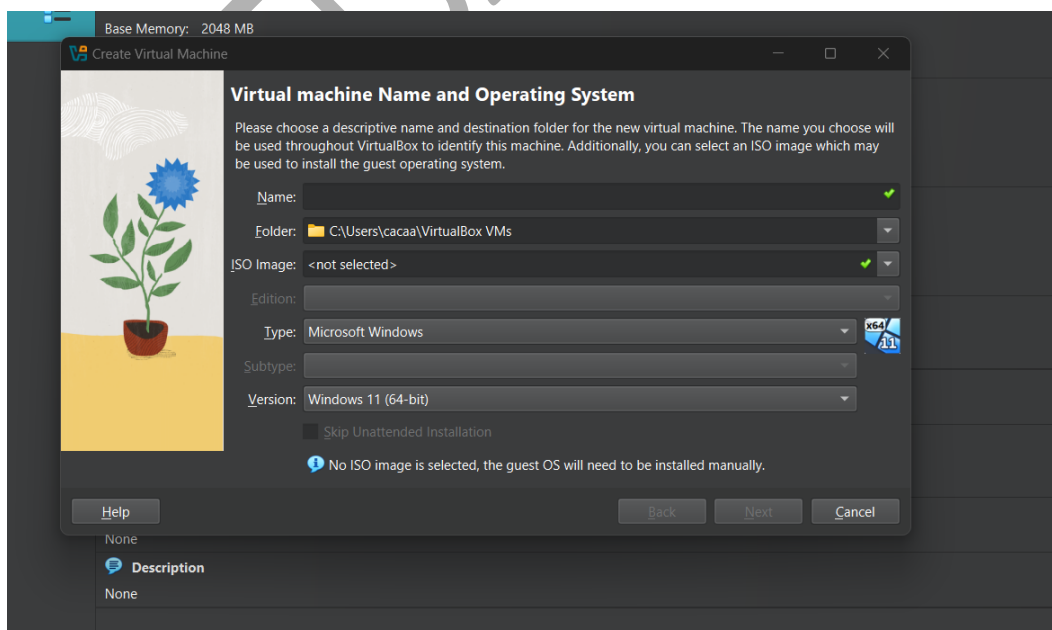 Base Memory: 2048 MB
Create Virtual Machine
Virtual machine Name and Operating System
Please choose a descriptive name and destination folder for the new virtual machine. The name you choose will
be used throughout VirtualBox to identify this machine. Additionally, you can select an ISO image which may
be used to install the guest operating system.
Name:
Folder: C:\Users\cacaa\VirtualBox VMs
ISO Image: <not selected>
Edition:
Type: Microsoft Windows x64 11
Subtype:
Version: Windows 11 (64-bit)
Skip Unattended Installation
No ISO image is selected, the guest OS will need to be installed manually.
Help Back Next Cancel
None
Description
None